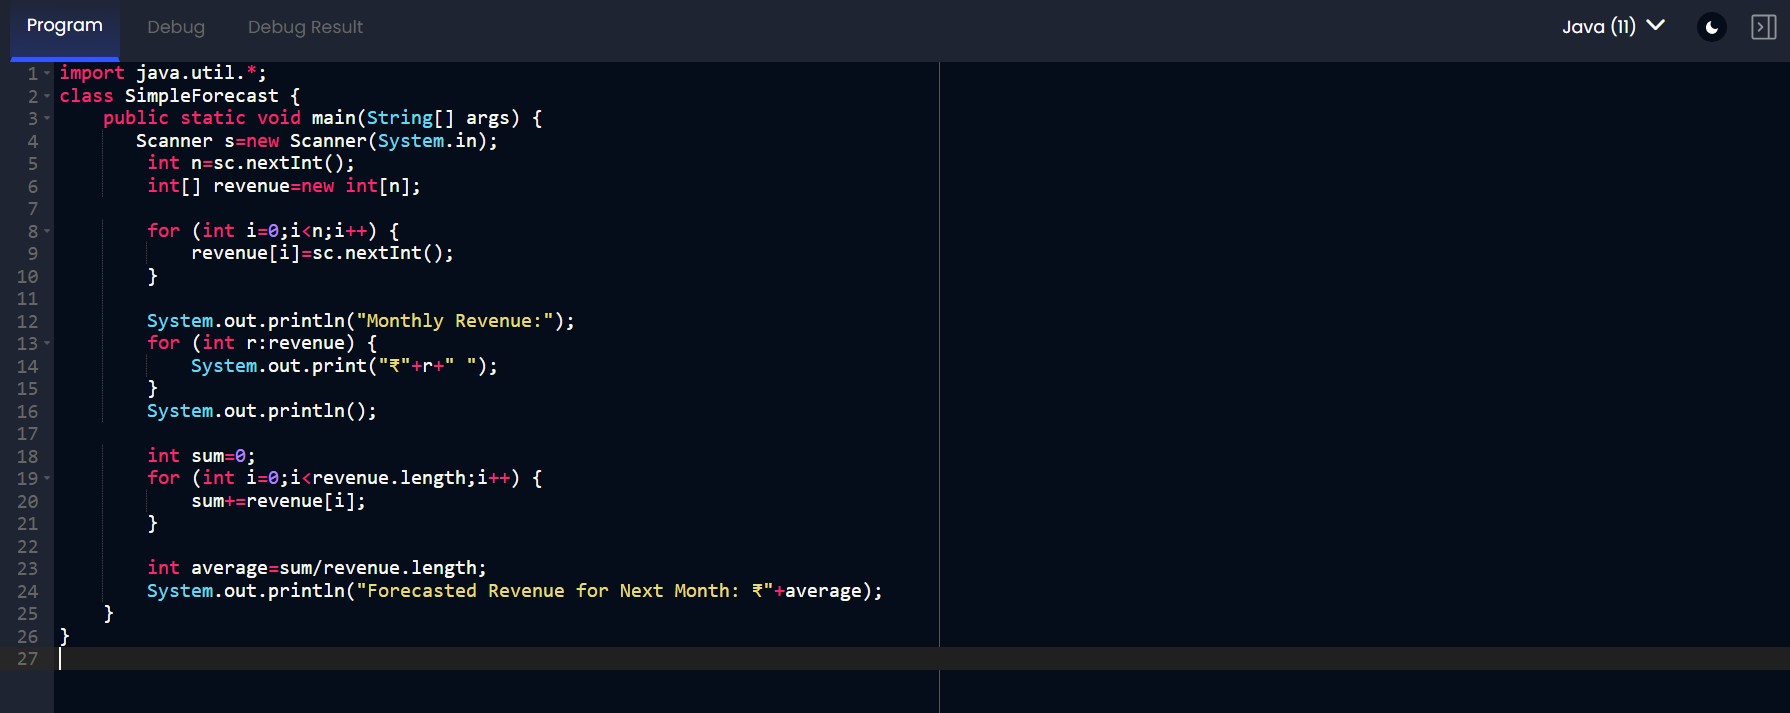 Program Debug Debug Result Java (11)
1 import java.util.*;
2 class SimpleForecast {
3     public static void main(String[] args) {
4        Scanner s=new Scanner(System.in);
5         int n=sc.nextInt();
6         int[] revenue=new int[n];
7
8         for (int i=0;i<n;i++) {
9             revenue[i]=sc.nextInt();
10         }
11
12         System.out.println("Monthly Revenue:");
13         for (int r:revenue) {
14             System.out.print("₹"+r+" ");
15         }
16         System.out.println();
17
18         int sum=0;
19         for (int i=0;i<revenue.length;i++) {
20             sum+=revenue[i];
21         }
22
23         int average=sum/revenue.length;
24         System.out.println("Forecasted Revenue for Next Month: ₹"+average);
25     }
26 }
27